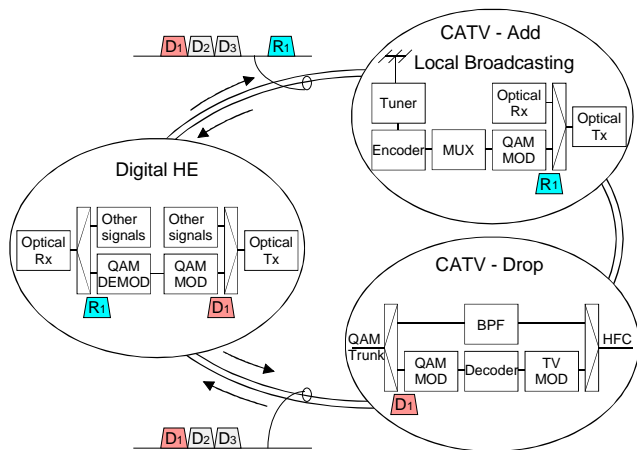 D1 D2 D3 R1
CATV - Add
Local Broadcasting
Tuner
Optical Rx
Optical Tx
Encoder
MUX
QAM MOD
R1
Digital HE
Other signals
Other signals
Optical Rx
Optical Tx
QAM DEMOD
QAM MOD
R1
D1
CATV - Drop
BPF
QAM Trunk
HFC
QAM MOD
Decoder
TV MOD
D1
D1 D2 D3